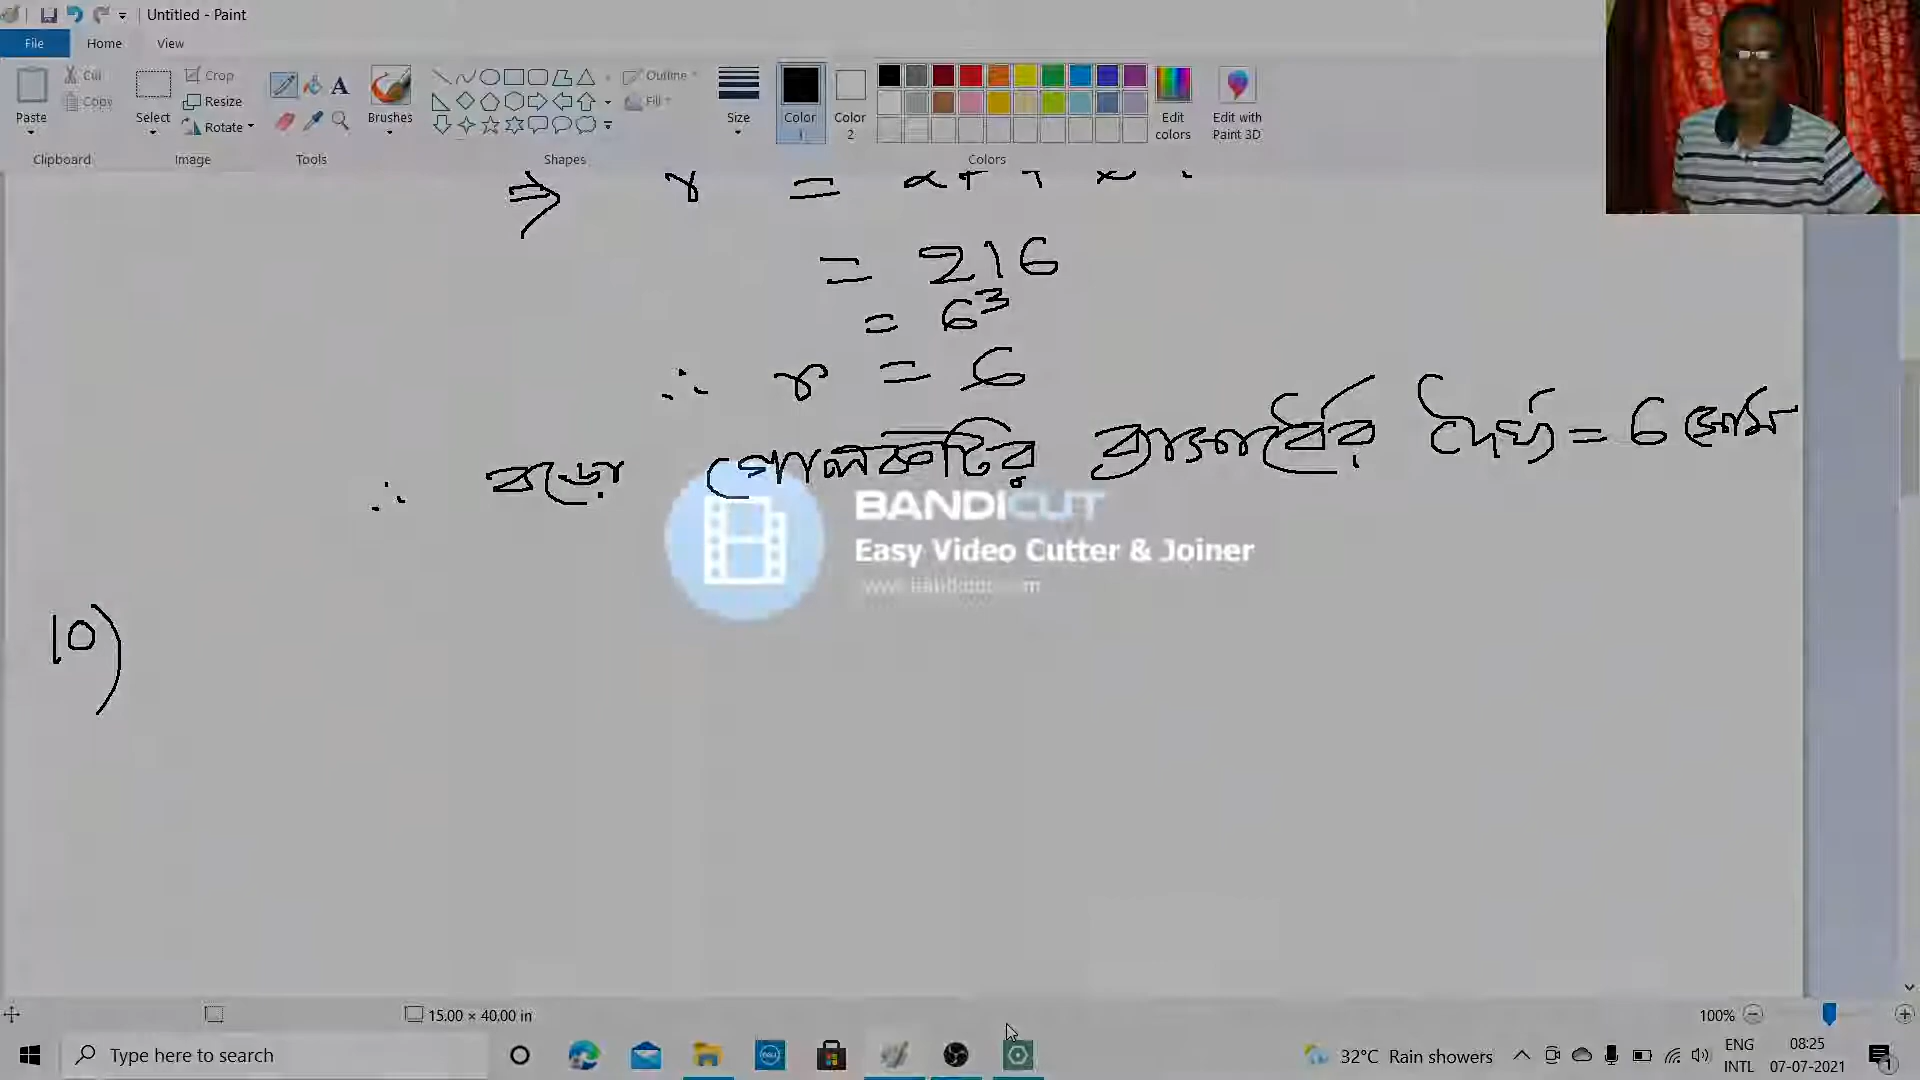 Untitled - Paint
File Home View
Paste Cut Copy Clipboard
Select Crop Resize Rotate Image
Tools
Brushes
Outline Fill Shapes
Size
Color 1 Color 2
Edit colors
Edit with Paint 3D
Colors
⇒ r =
= 216
= 6³
∴ r = 6
∴ বড়ো গোলকটির ব্যাসার্ধের দৈর্ঘ্য = 6 সেমি
BANDICUT
Easy Video Cutter & Joiner
www.bandicut.com
10)
15.00 × 40.00 in
100%
Type here to search
32°C Rain showers
ENG INTL
08:25
07-07-2021